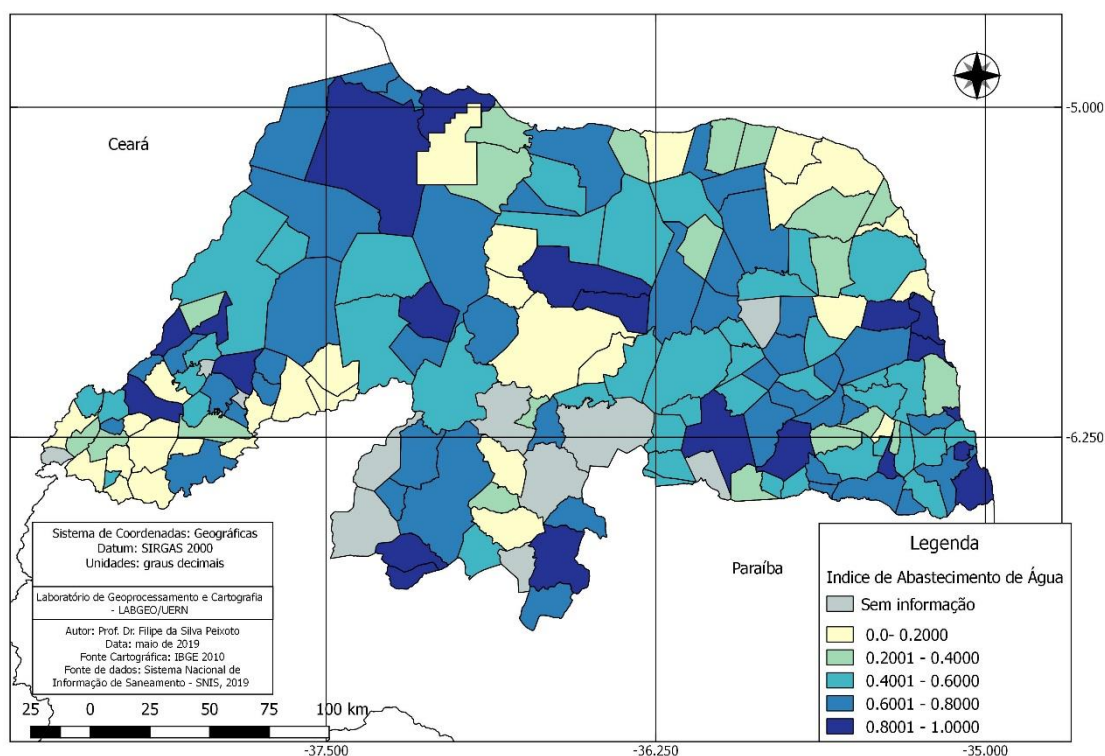 Ceará
-5.000
-6.250
Paraíba
Sistema de Coordenadas: Geográficas
Datum: SIRGAS 2000
Unidades: graus decimais
Laboratório de Geoprocessamento e Cartografia
- LABGEO/UERN
Autor: Prof. Dr. Filipe da Silva Peixoto
Data: maio de 2019
Fonte Cartográfica: IBGE 2010
Fonte de dados: Sistema Nacional de
Informação de Saneamento - SNIS, 2019
25 0 25 50 75 100 km
Legenda
Indice de Abastecimento de Água
Sem informação
0.0- 0.2000
0.2001 - 0.4000
0.4001 - 0.6000
0.6001 - 0.8000
0.8001 - 1.0000
-37.500 -36.250 -35.000